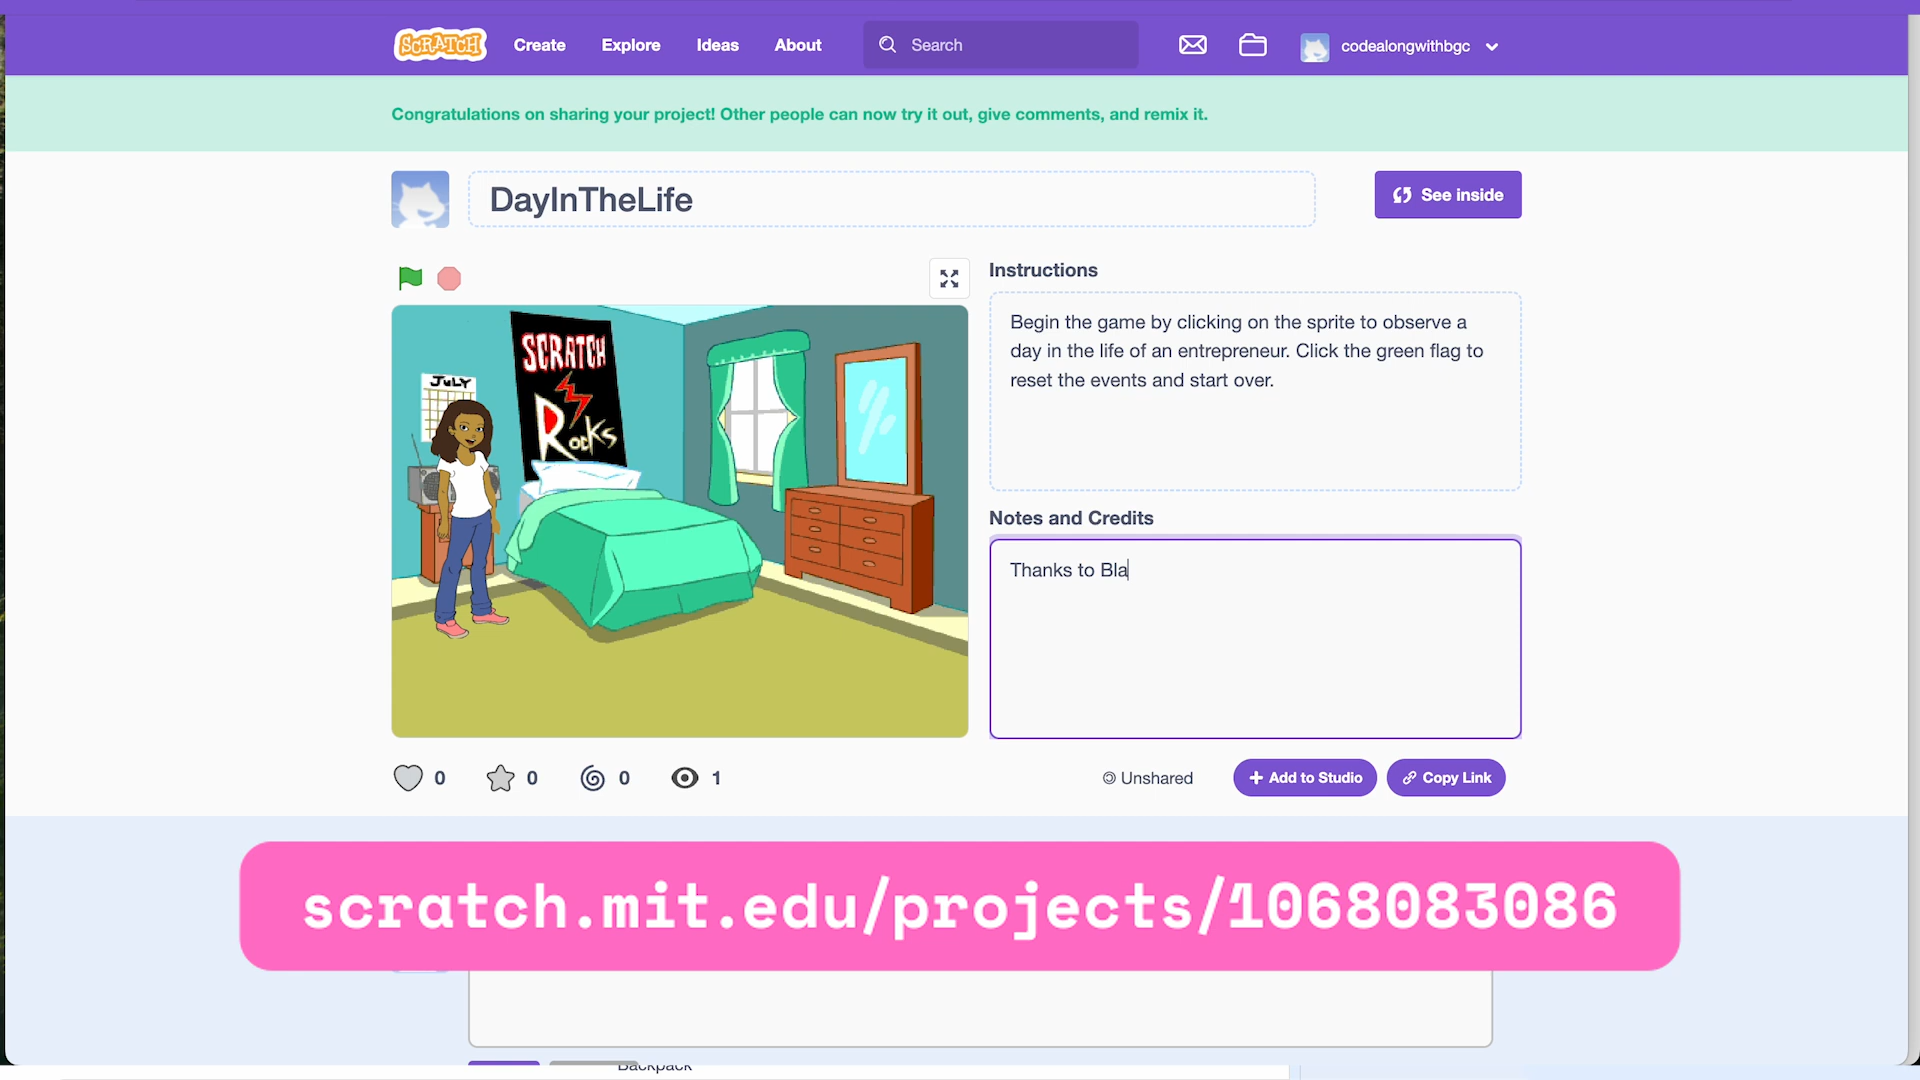 SCRATCH
Create
Explore
Ideas
About
Search
codealongwithbgc
Congratulations on sharing your project! Other people can now try it out, give comments, and remix it.
DayInTheLife
See inside
Instructions
Begin the game by clicking on the sprite to observe a
day in the life of an entrepreneur. Click the green flag to
reset the events and start over.
JULY
SCRATCH
Rocks
Notes and Credits
Thanks to Bla
0
0
0
1
Unshared
Add to Studio
Copy Link
scratch.mit.edu/projects/1068083086
Backpack